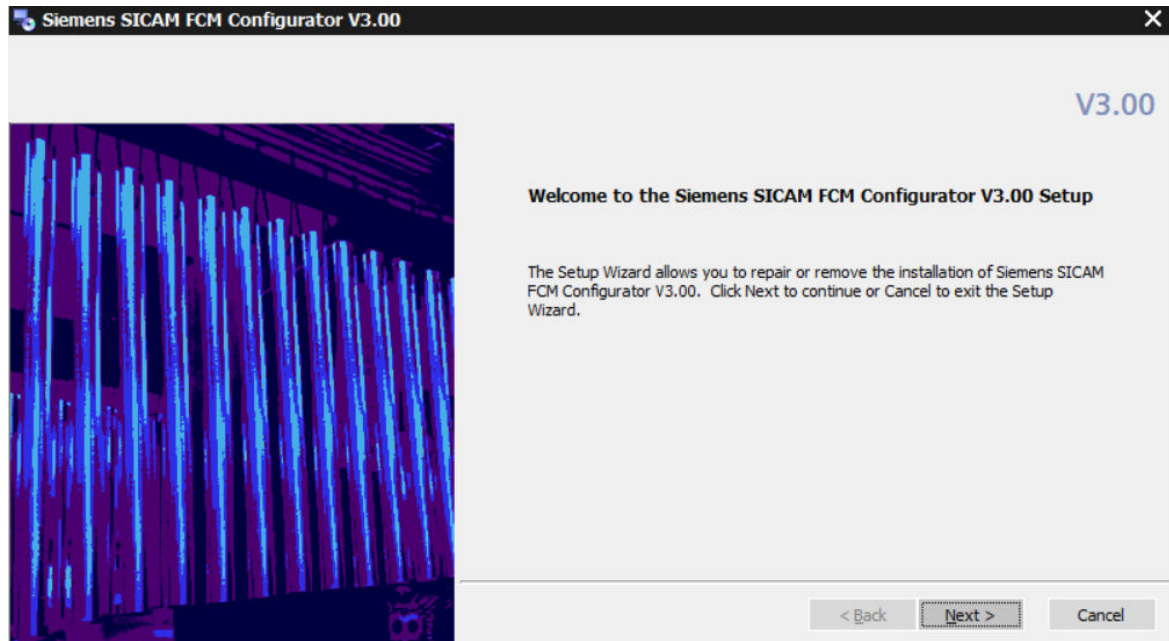 Siemens SICAM FCM Configurator V3.00
V3.00
Welcome to the Siemens SICAM FCM Configurator V3.00 Setup
The Setup Wizard allows you to repair or remove the installation of Siemens SICAM
FCM Configurator V3.00. Click Next to continue or Cancel to exit the Setup
Wizard.
< Back
Next >
Cancel